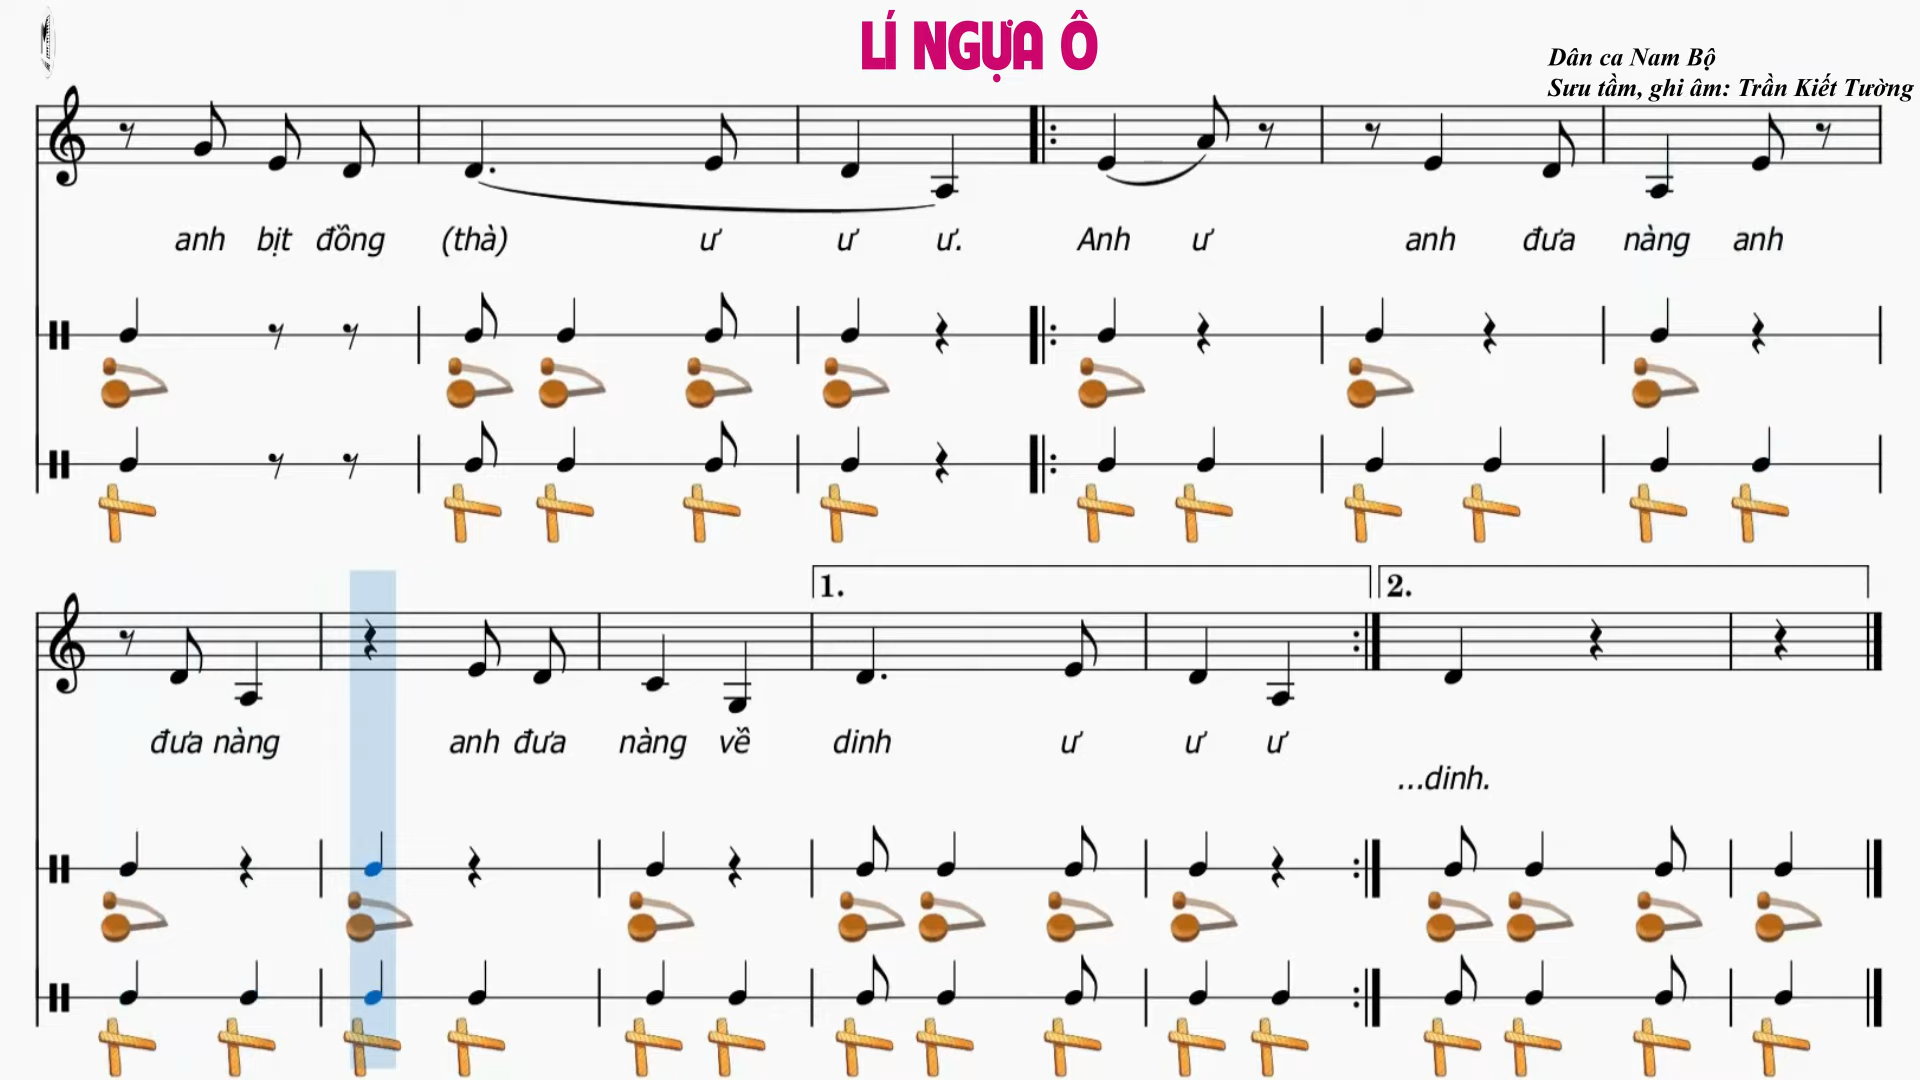 LÍ NGỰA Ô
Dân ca Nam Bộ
Sưu tầm, ghi âm: Trần Kiết Tường
anh bịt đồng (thà) ư ư ư. Anh ư anh đưa nàng anh
1. 2.
đưa nàng anh đưa nàng về dinh ư ư ư
...dinh.